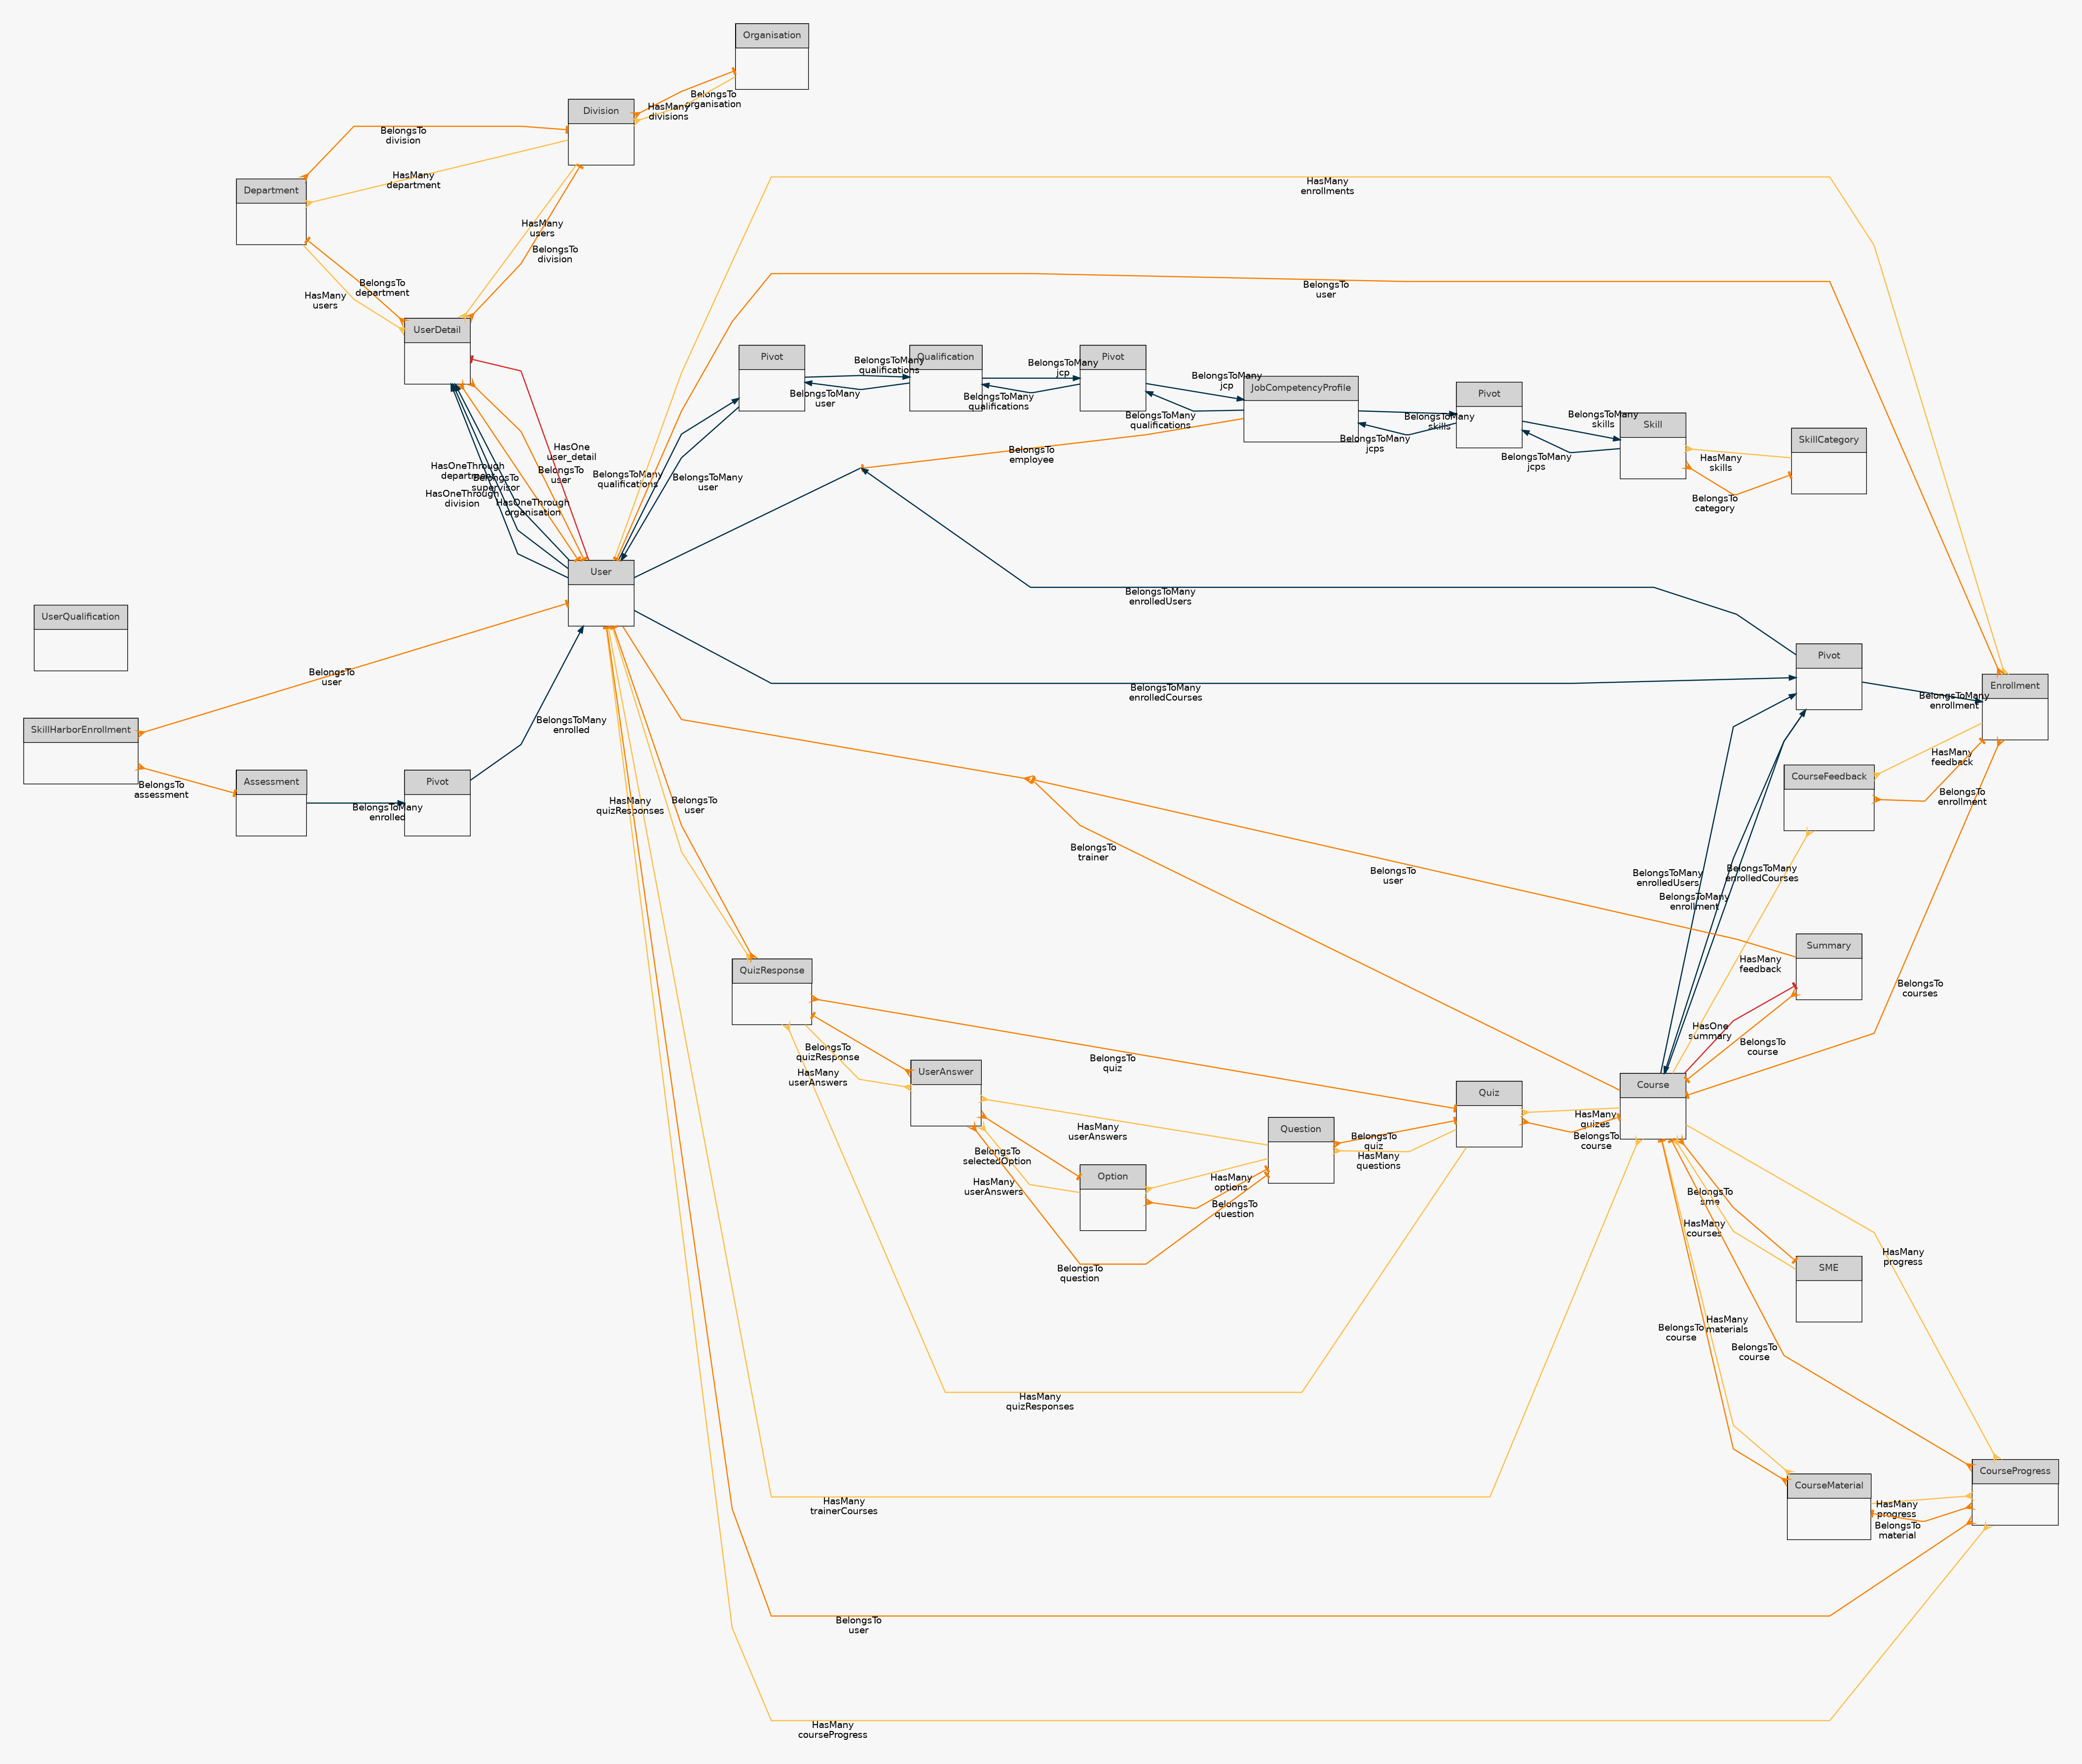 Organisation
BelongsTo
organisation
HasMany
divisions
Division
BelongsTo
division
HasMany
department
Department
HasMany
enrollments
HasMany
users
BelongsTo
division
BelongsTo
department
HasMany
users
BelongsTo
user
UserDetail
Pivot
BelongsToMany
qualifications
BelongsToMany
user
Qualification
BelongsToMany
jcp
BelongsToMany
qualifications
Pivot
BelongsToMany
jcp
BelongsToMany
qualifications
JobCompetencyProfile
BelongsToMany
skills
BelongsToMany
jcps
Pivot
BelongsToMany
skills
BelongsToMany
jcps
Skill
HasMany
skills
BelongsTo
category
SkillCategory
HasOne
user_detail
HasOneThrough
department
BelongsTo
supervisor
BelongsTo
user
HasOneThrough
division
HasOneThrough
organisation
BelongsToMany
qualifications
BelongsToMany
user
BelongsTo
employee
User
BelongsToMany
enrolledUsers
UserQualification
BelongsTo
user
BelongsToMany
enrolledCourses
Pivot
BelongsToMany
enrollment
Enrollment
SkillHarborEnrollment
BelongsTo
assessment
Assessment
BelongsToMany
enrolled
Pivot
BelongsToMany
enrolled
HasMany
quizResponses
BelongsTo
user
HasMany
feedback
BelongsTo
enrollment
CourseFeedback
BelongsTo
trainer
BelongsTo
user
BelongsToMany
enrolledUsers
BelongsToMany
enrolledCourses
BelongsToMany
enrollment
Summary
HasMany
feedback
BelongsTo
courses
QuizResponse
HasOne
summary
BelongsTo
course
BelongsTo
quizResponse
HasMany
userAnswers
BelongsTo
quiz
UserAnswer
Course
Quiz
HasMany
quizes
BelongsTo
course
Question
BelongsTo
quiz
HasMany
questions
HasMany
userAnswers
BelongsTo
selectedOption
HasMany
userAnswers
Option
HasMany
options
BelongsTo
question
BelongsTo
question
BelongsTo
sme
HasMany
courses
SME
HasMany
progress
HasMany
materials
BelongsTo
course
BelongsTo
course
HasMany
quizResponses
CourseProgress
CourseMaterial
HasMany
progress
BelongsTo
material
HasMany
trainerCourses
BelongsTo
user
HasMany
courseProgress